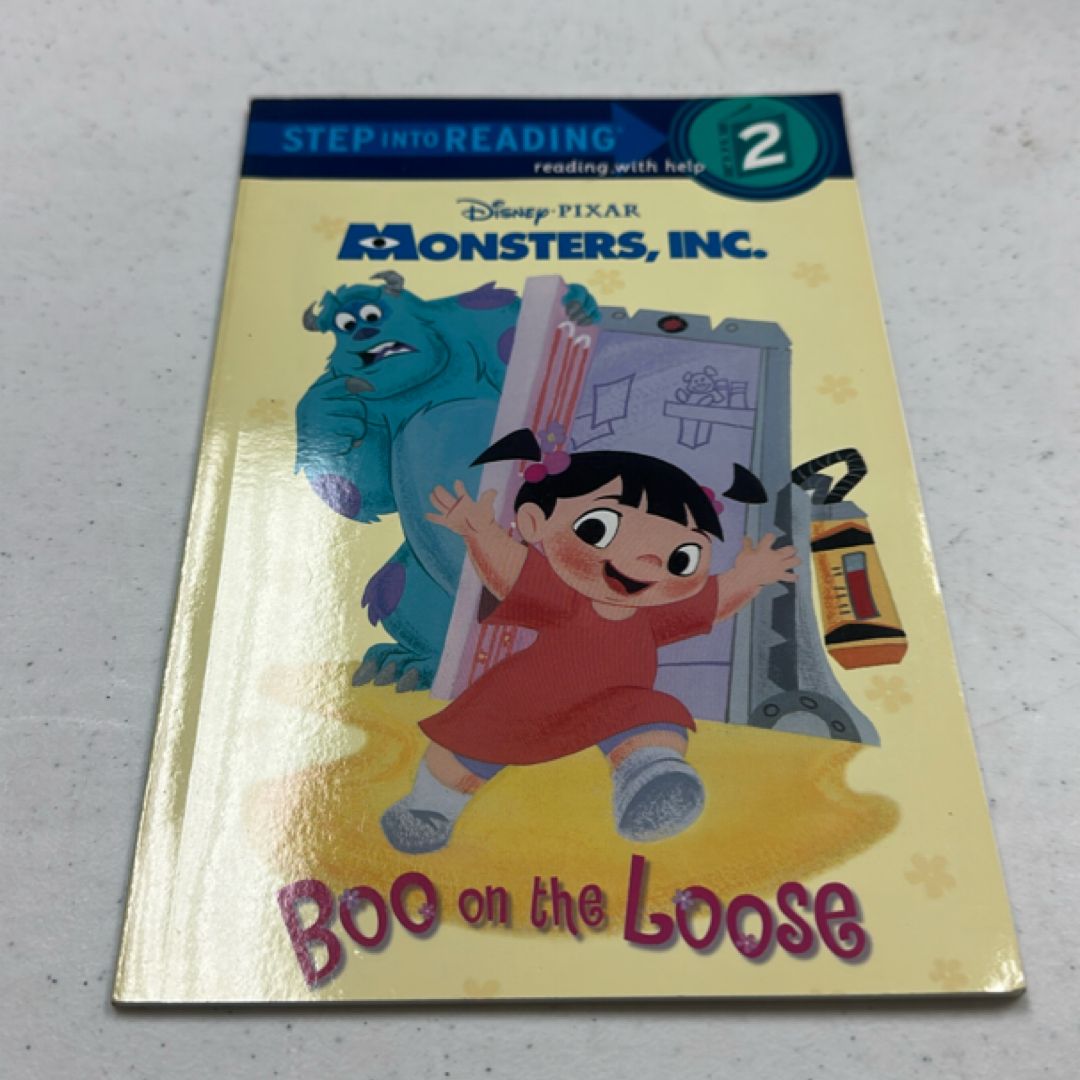 STEP INTO READING®
reading with help
2
Disney · PIXAR
MONSTERS, INC.
Boo on the Loose